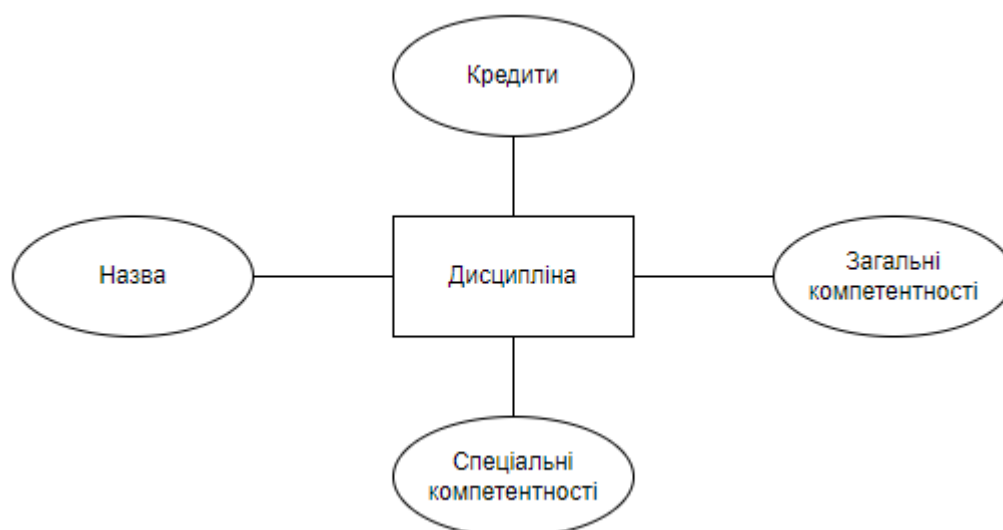 Кредити
Назва
Дисципліна
Загальні
компетентності
Спеціальні
компетентності